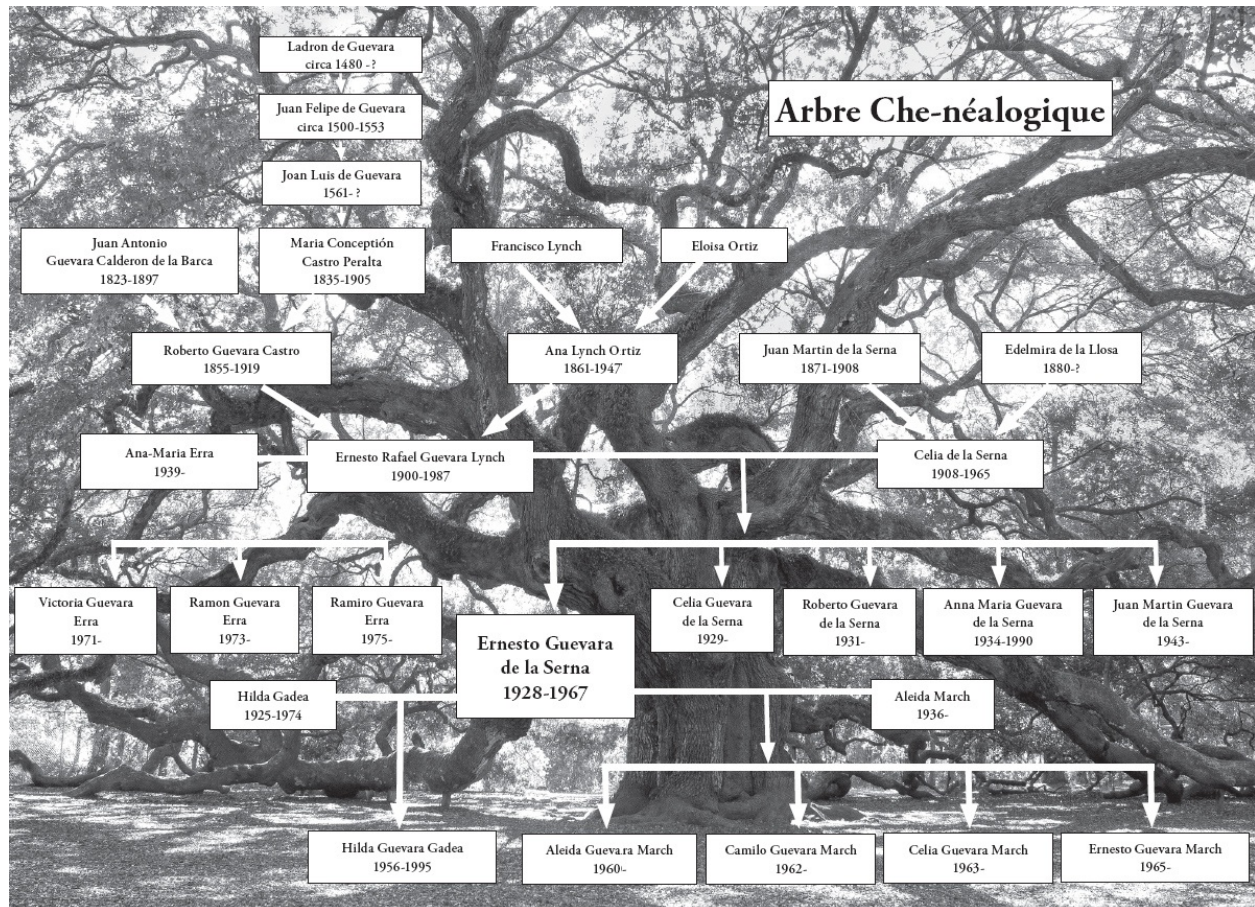 Ladron de Guevara
circa 1480 -?
Arbre Che-néalogique
Juan Felipe de Guevara
circa 1500-1553
Joan Luis de Guevara
1561- ?
Juan Antonio
Guevara Calderon de la Barca
1823-1897
Maria Conceptión
Castro Peralta
1835-1905
Francisco Lynch
Eloisa Ortiz
Roberto Guevara Castro
1855-1919
Ana Lynch Ortiz
1861-1947
Juan Martin de la Serna
1871-1908
Edelmira de la Llosa
1880-?
Ana-Maria Erra
1939-
Ernesto Rafael Guevara Lynch
1900-1987
Celia de la Serna
1908-1965
Victoria Guevara
Erra
1971-
Ramon Guevara
Erra
1973-
Ramiro Guevara
Erra
1975-
Ernesto Guevara
de la Serna
1928-1967
Celia Guevara
de la Serna
1929-
Roberto Guevara
de la Serna
1931-
Anna Maria Guevara
de la Serna
1934-1990
Juan Martin Guevara
de la Serna
1943-
Hilda Gadea
1925-1974
Aleida March
1936-
Hilda Guevara Gadea
1956-1995
Aleida Guevara March
1960-
Camilo Guevara March
1962-
Celia Guevara March
1963-
Ernesto Guevara March
1965-